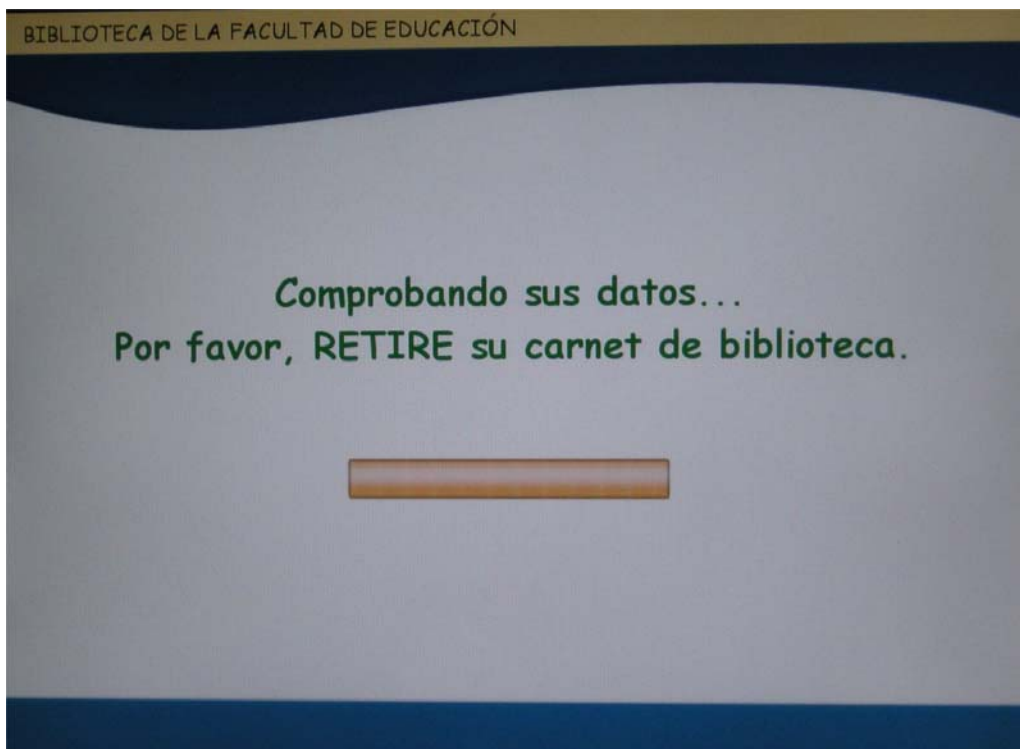 BIBLIOTECA DE LA FACULTAD DE EDUCACIÓN
Comprobando sus datos...
Por favor, RETIRE su carnet de biblioteca.